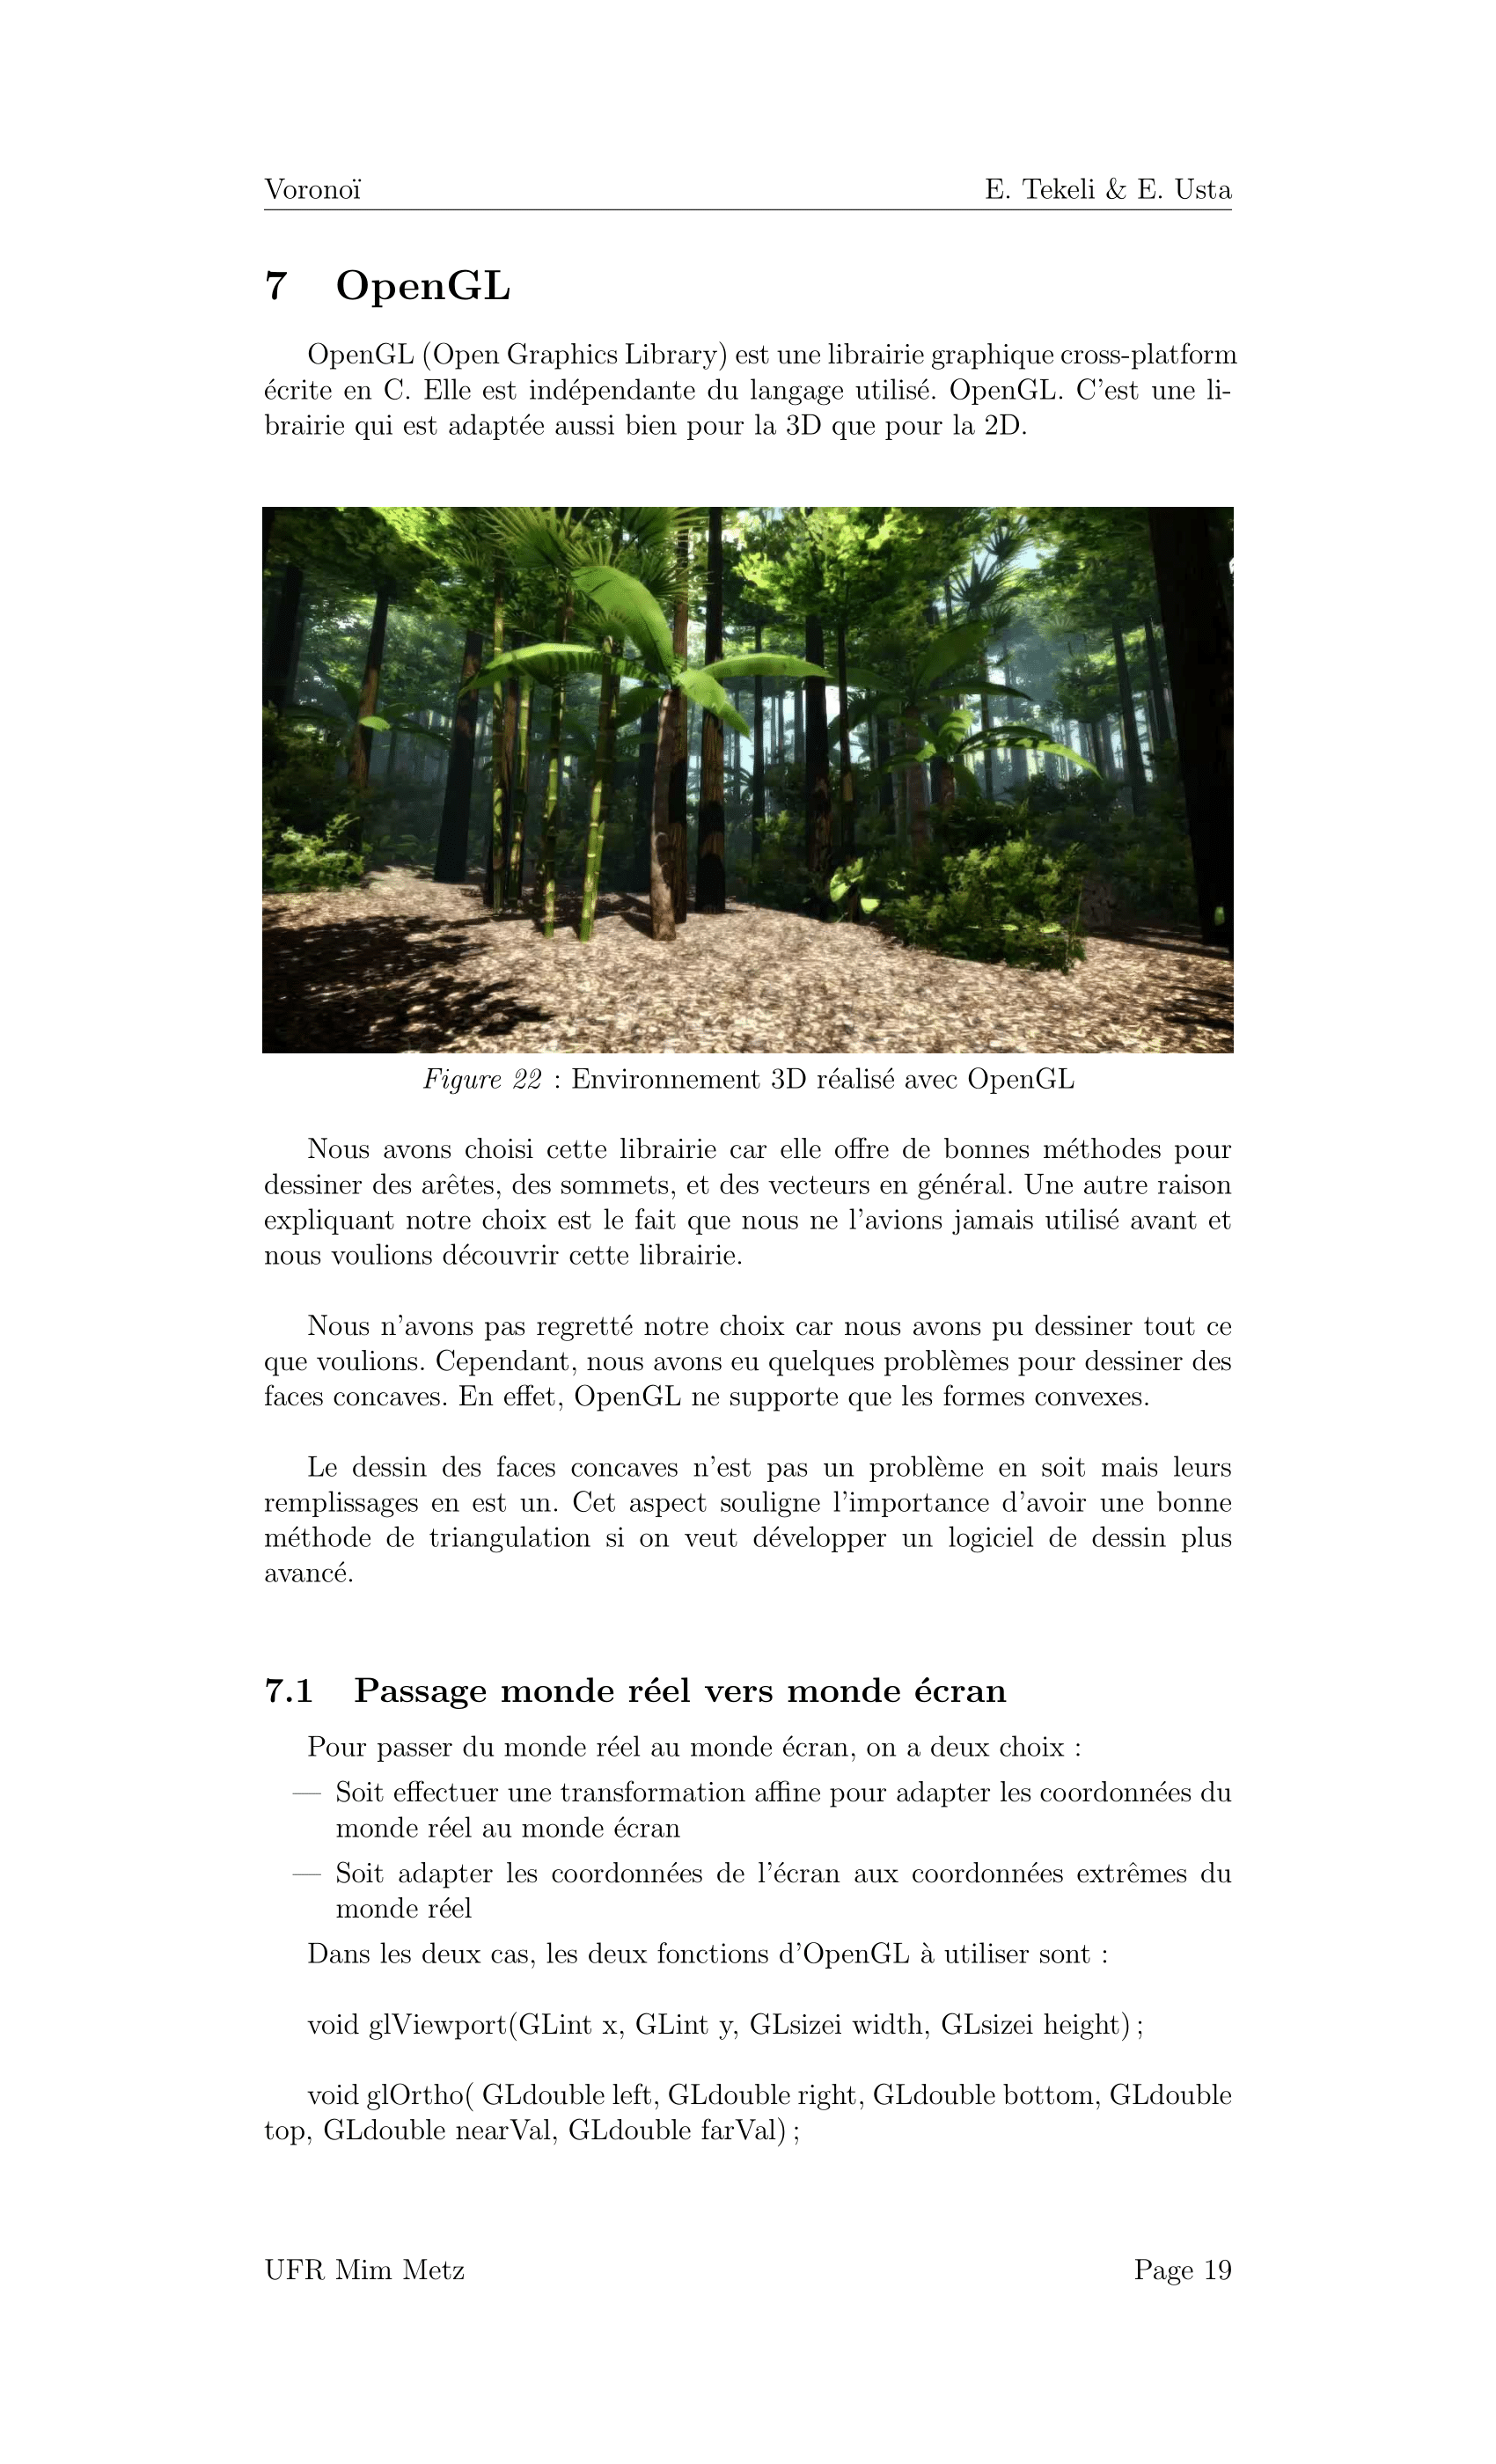 Voronoï
E. Tekeli & E. Usta
7 OpenGL
OpenGL (Open Graphics Library) est une librairie graphique cross-platform
écrite en C. Elle est indépendante du langage utilisé. OpenGL. C'est une li-
brairie qui est adaptée aussi bien pour la 3D que pour la 2D.
Figure 22 : Environnement 3D réalisé avec OpenGL
Nous avons choisi cette librairie car elle offre de bonnes méthodes pour
dessiner des arêtes, des sommets, et des vecteurs en général. Une autre raison
expliquant notre choix est le fait que nous ne l'avions jamais utilisé avant et
nous voulions découvrir cette librairie.
Nous n'avons pas regretté notre choix car nous avons pu dessiner tout ce
que voulions. Cependant, nous avons eu quelques problèmes pour dessiner des
faces concaves. En effet, OpenGL ne supporte que les formes convexes.
Le dessin des faces concaves n'est pas un problème en soit mais leurs
remplissages en est un. Cet aspect souligne l'importance d'avoir une bonne
méthode de triangulation si on veut développer un logiciel de dessin plus
avancé.
7.1 Passage monde réel vers monde écran
Pour passer du monde réel au monde écran, on a deux choix :
— Soit effectuer une transformation affine pour adapter les coordonnées du
monde réel au monde écran
— Soit adapter les coordonnées de l'écran aux coordonnées extrêmes du
monde réel
Dans les deux cas, les deux fonctions d'OpenGL à utiliser sont :
void glViewport(GLint x, GLint y, GLsizei width, GLsizei height) ;
void glOrtho( GLdouble left, GLdouble right, GLdouble bottom, GLdouble
top, GLdouble nearVal, GLdouble farVal) ;
UFR Mim Metz
Page 19